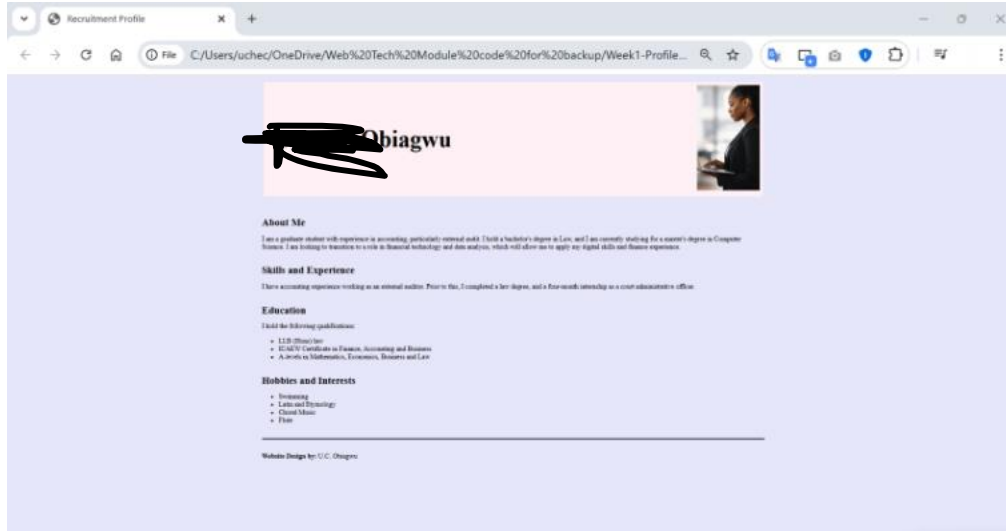 Recruitment Profile
File C:/Users/uchec/OneDrive/Web%20Tech%20Module%20code%20for%20backup/Week1-Profile...
Obiagwu
About Me
I am a graduate student with experience in accounting, particularly external audit. I hold a bachelor's degree in Law, and I am currently studying for a master's degree in Computer
Science. I am looking to transition to a role in financial technology and data analysis, which will allow me to apply my digital skills and finance experience.
Skills and Experience
I have accounting experience working as an external auditor. Prior to this, I completed a law degree, and a four-month internship as a court administrative officer.
Education
I hold the following qualifications:
LLB (Hons) law
ICAEW Certificate in Finance, Accounting and Business
A-levels in Mathematics, Economics, Business and Law
Hobbies and Interests
Swimming
Latin and Etymology
Choral Music
Flute
Website Design by: U.C. Obiagwu